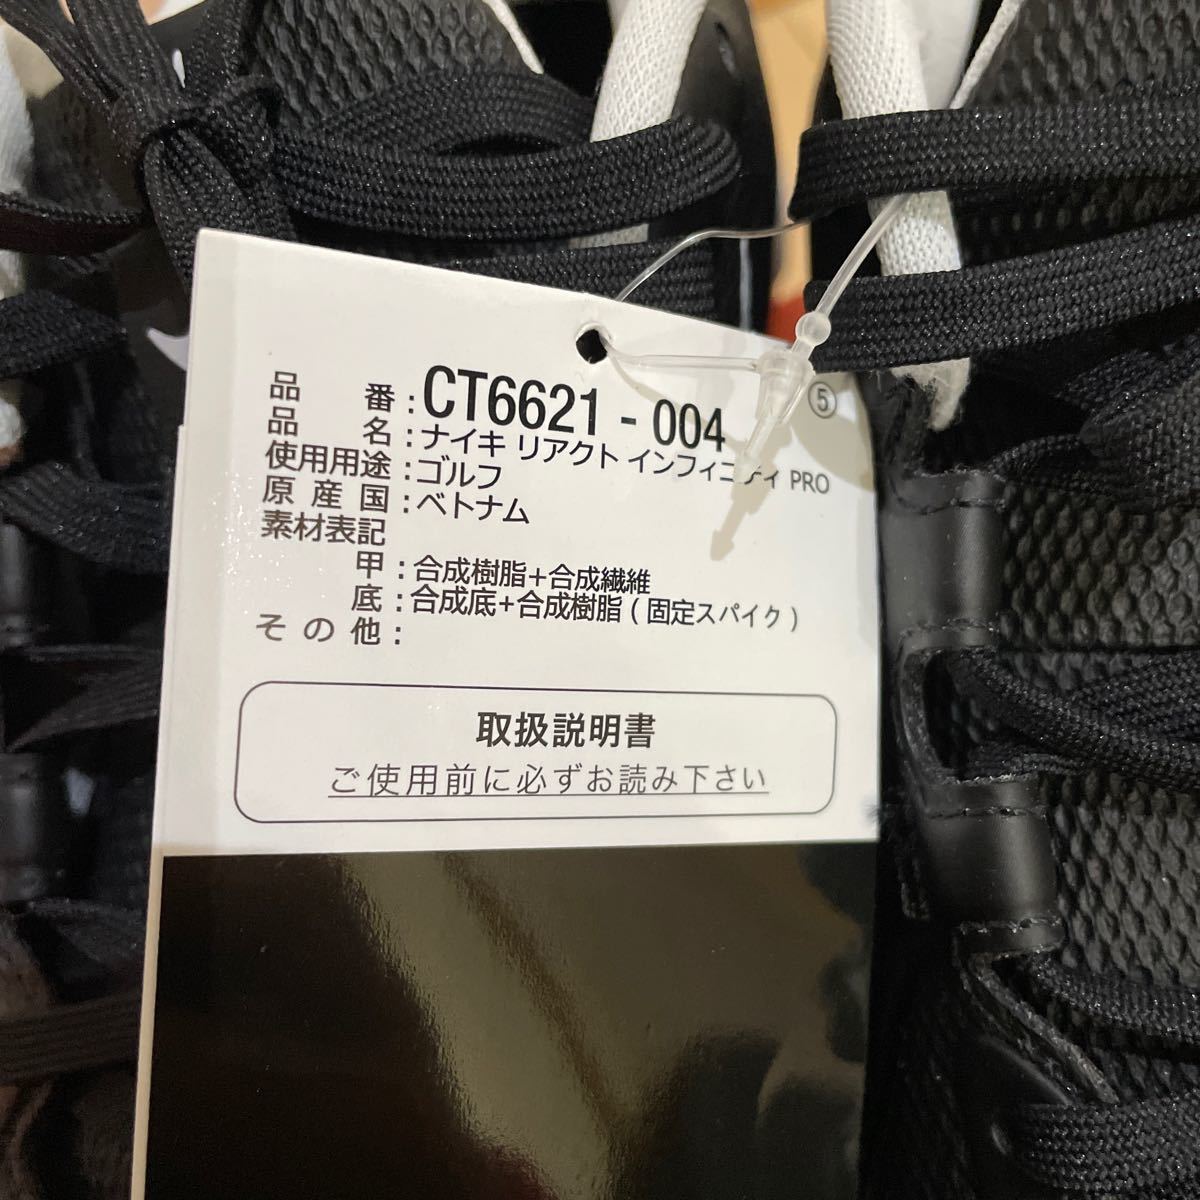 ⑤
品番:CT6621-004
品名:ナイキ リアクト インフィニティ PRO
使用用途:ゴルフ
原産国:ベトナム
素材表記
甲:合成樹脂+合成繊維
底:合成底+合成樹脂(固定スパイク)
その他:
取扱説明書
ご使用前に必ずお読み下さい